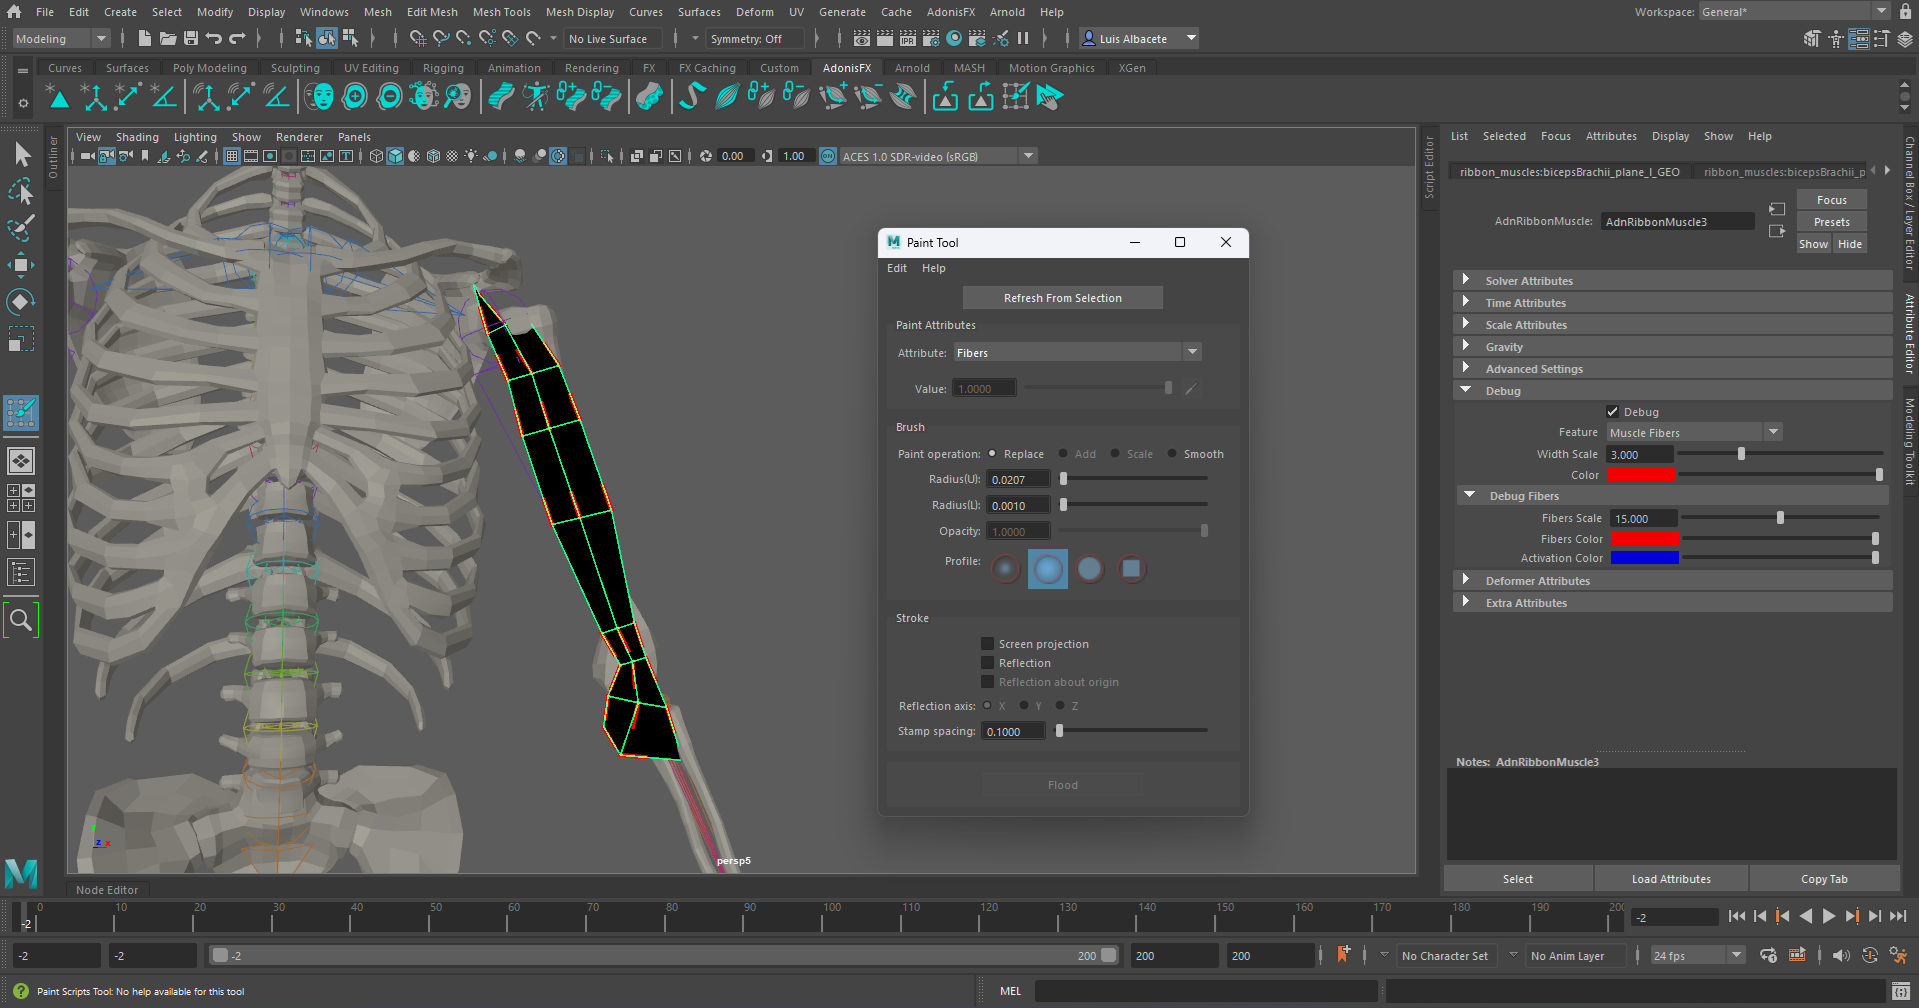 File Edit Create Select Modify Display Windows Mesh Edit Mesh Mesh Tools Mesh Display Curves Surfaces Deform UV Generate Cache AdonisFX Arnold Help
Workspace: General*
Modeling
No Live Surface
Symmetry: Off
IPR
Luis Albacete
Curves Surfaces Poly Modeling Sculpting UV Editing Rigging Animation Rendering FX FX Caching Custom AdonisFX Arnold MASH Motion Graphics XGen
Outliner
View Shading Lighting Show Renderer Panels
0.00
1.00
ON
ACES 1.0 SDR-video (sRGB)
Script Editor
Paint Tool
Edit Help
Refresh From Selection
Paint Attributes
Attribute: Fibers
Value: 1.0000
Brush
Paint operation: Replace Add Scale Smooth
Radius(U): 0.0207
Radius(L): 0.0010
Opacity: 1.0000
Profile:
Stroke
Screen projection
Reflection
Reflection about origin
Reflection axis: X Y Z
Stamp spacing: 0.1000
Flood
z x
persp5
List Selected Focus Attributes Display Show Help
ribbon_muscles:bicepsBrachii_plane_l_GEO
ribbon_muscles:bicepsBrachii_p
AdnRibbonMuscle: AdnRibbonMuscle3
Focus
Presets
Show Hide
Solver Attributes
Time Attributes
Scale Attributes
Gravity
Advanced Settings
Debug
Debug
Feature Muscle Fibers
Width Scale 3.000
Color
Debug Fibers
Fibers Scale 15.000
Fibers Color
Activation Color
Deformer Attributes
Extra Attributes
Notes: AdnRibbonMuscle3
Select
Load Attributes
Copy Tab
Channel Box / Layer Editor
Attribute Editor
Modeling Toolkit
Node Editor
0 10 20 30 40 50 60 70 80 90 100 110 120 130 140 150 160 170 180 190 200
-2
-2
-2
-2
-2
200
200
200
No Character Set
No Anim Layer
24 fps
Paint Scripts Tool: No help available for this tool
MEL